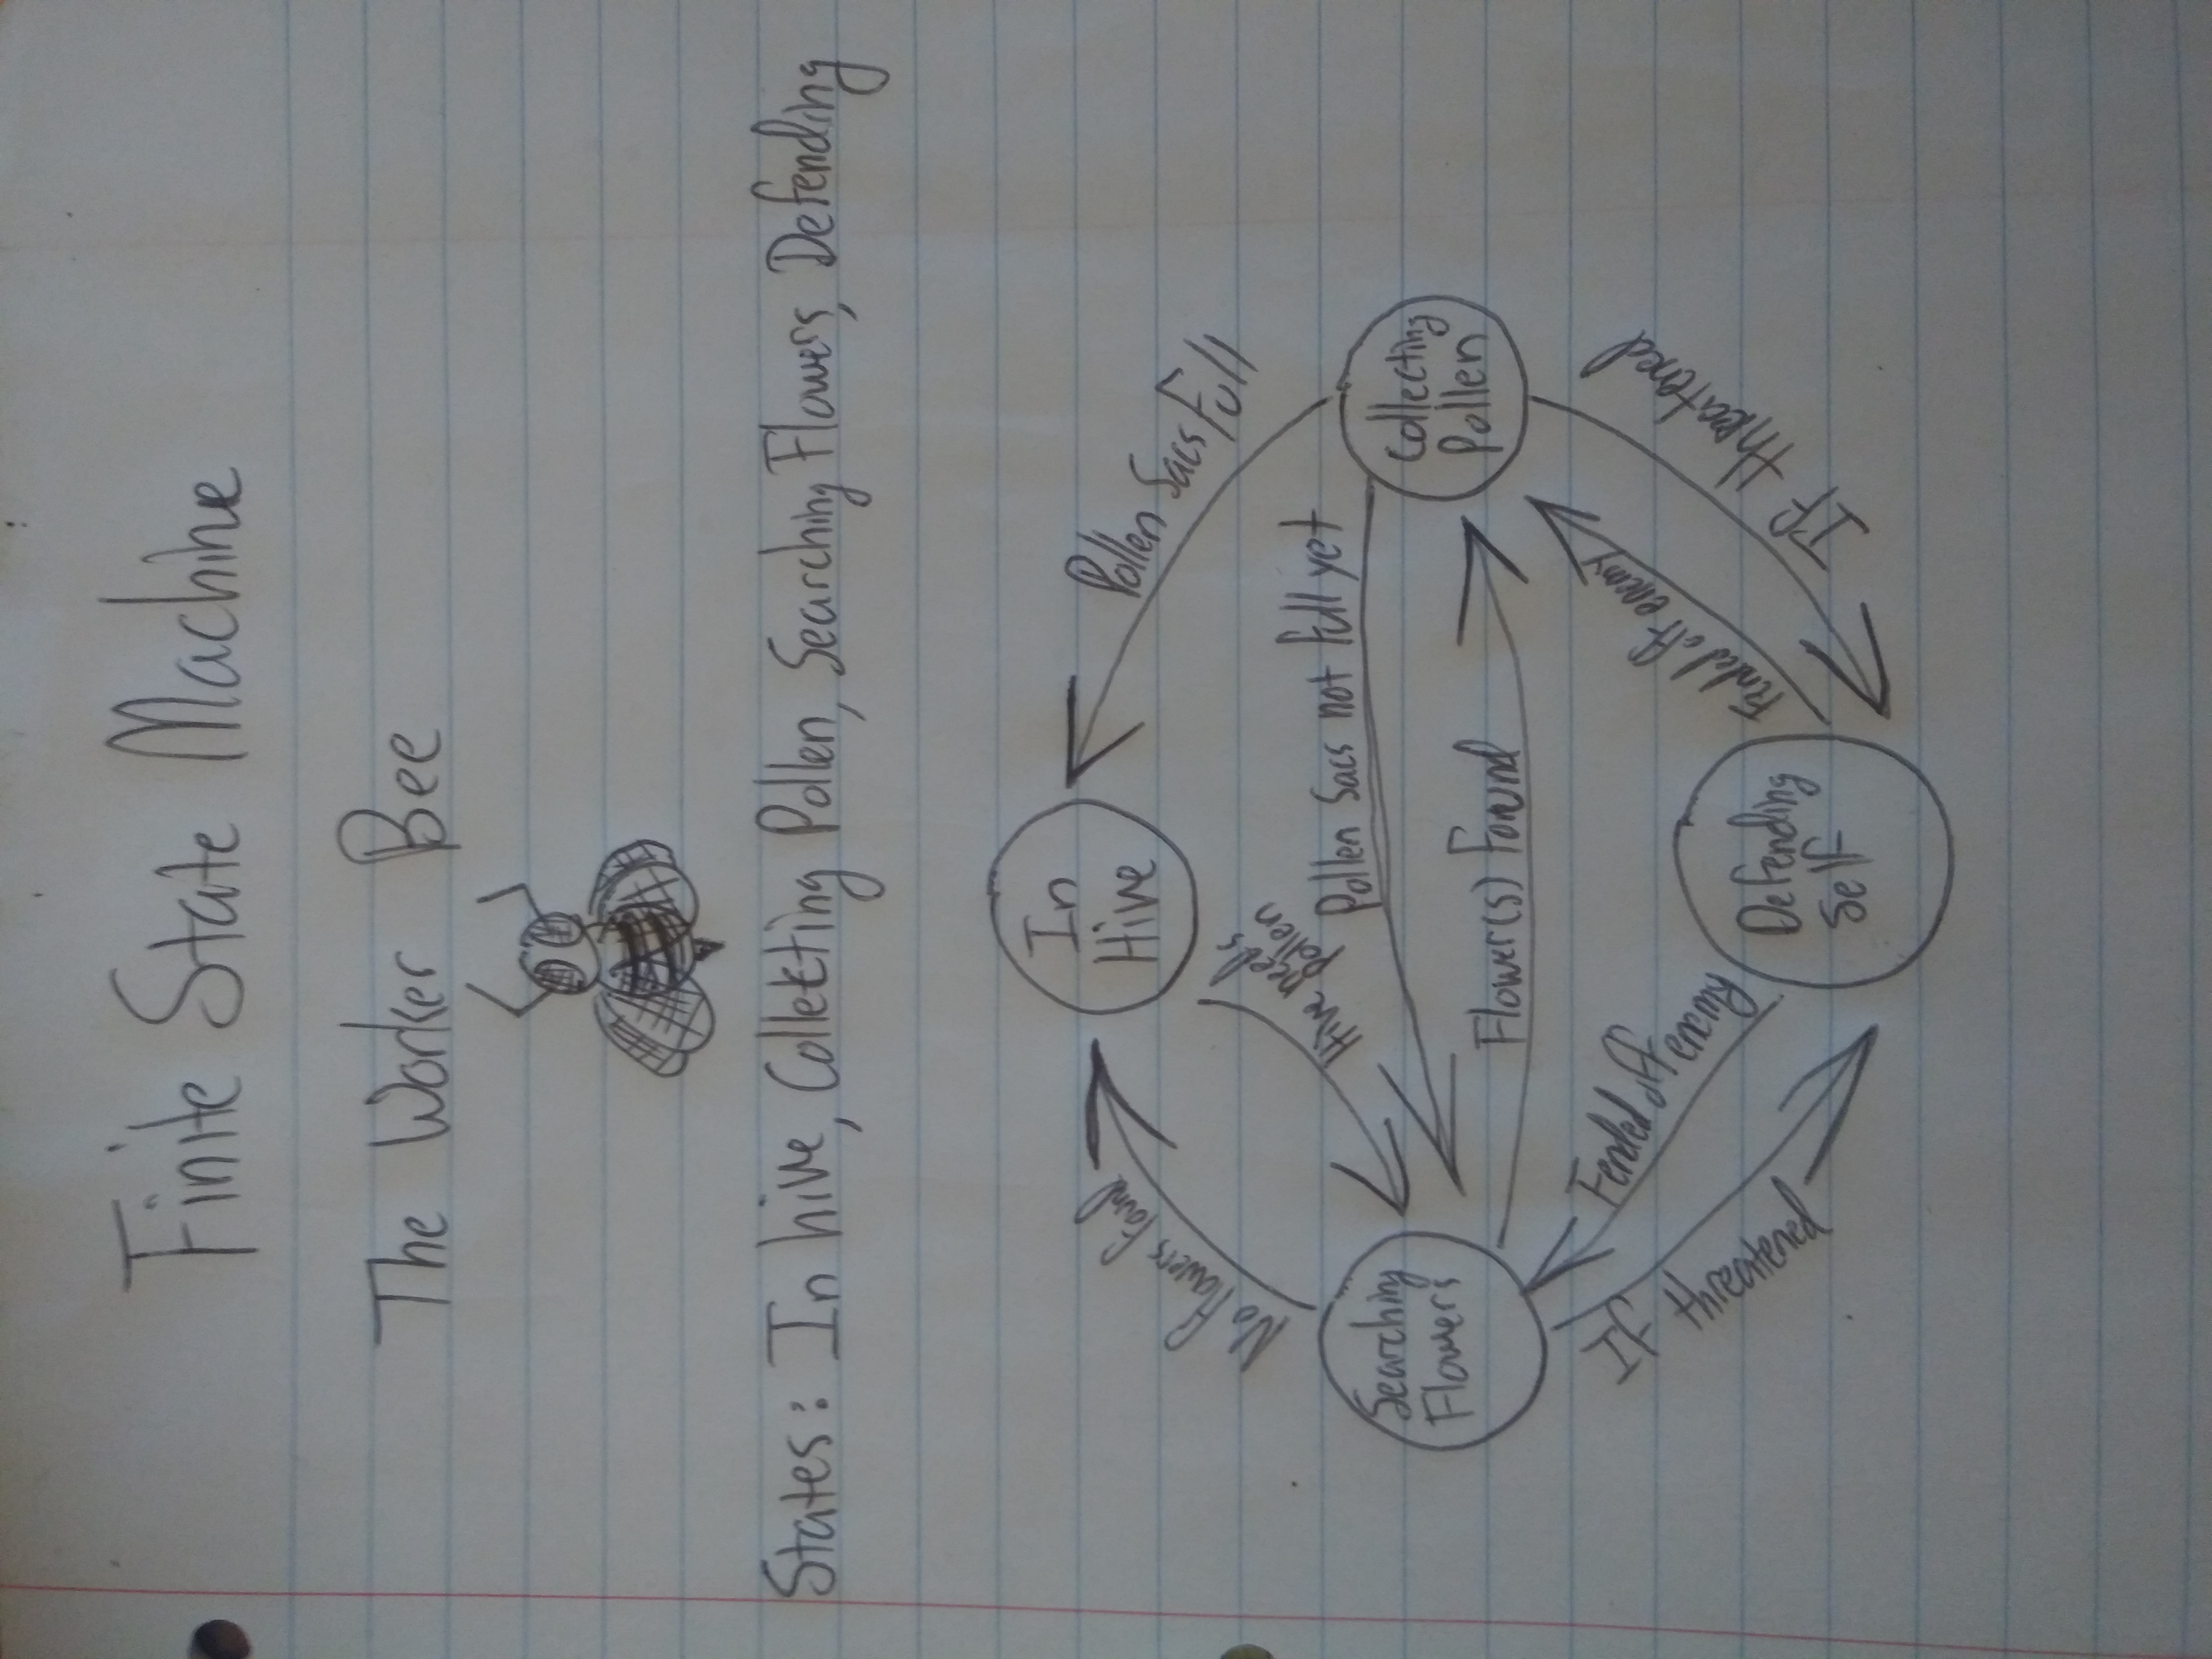 Finite State Machine
The Worker Bee
States: In hive, Collecting Pollen, Searching Flowers, Defending
In
Hive
No flowers found
Pollen Sacs Full
Hive needs
pollen
Pollen Sacs not full yet
Searching
Flowers
Collecting
Pollen
Flower(s) Found
Fended off enemy
Fended off enemy
If threatened
If threatened
Defending
Self